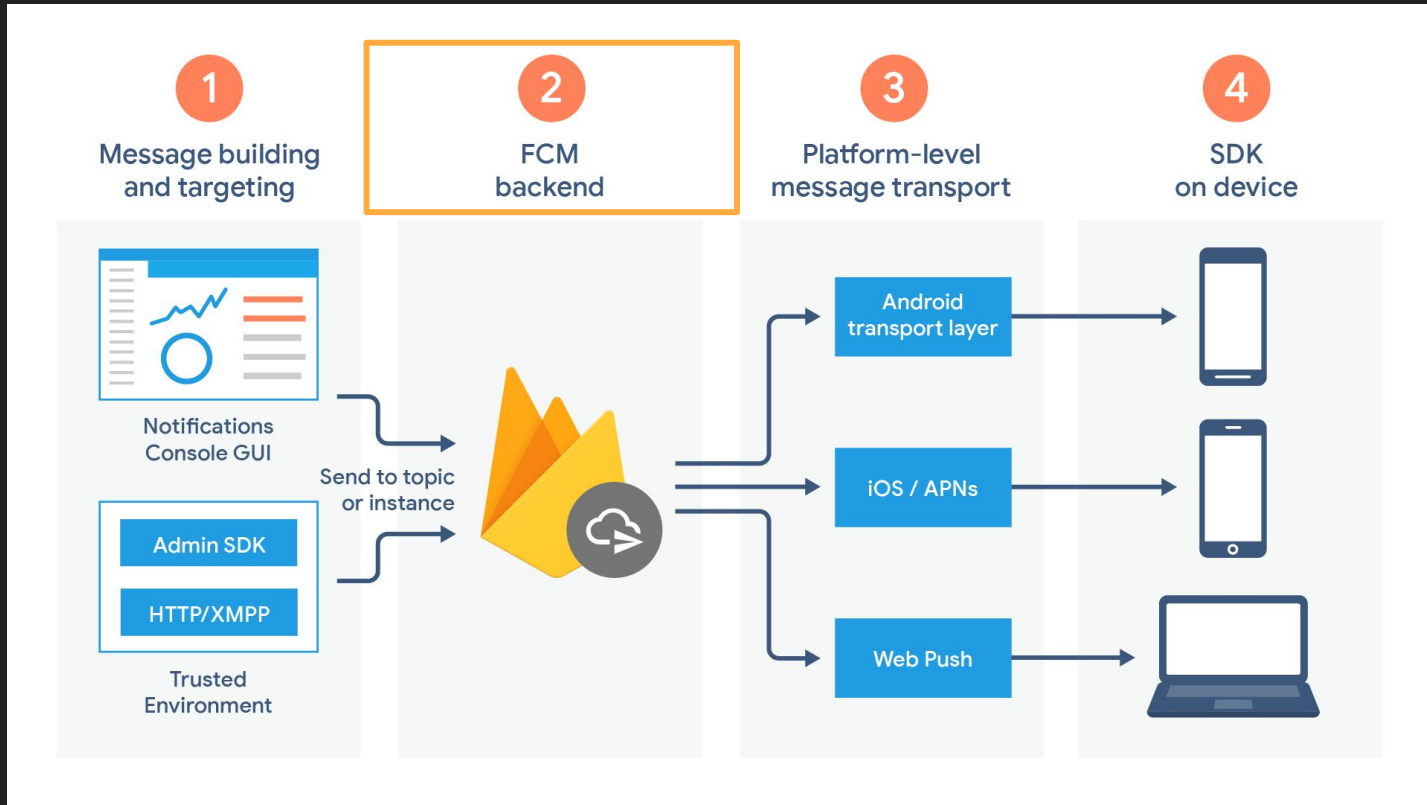 1
Message building
and targeting
2
FCM
backend
3
Platform-level
message transport
4
SDK
on device
Notifications
Console GUI
Send to topic
or instance
Admin SDK
HTTP/XMPP
Trusted
Environment
Android
transport layer
iOS / APNs
Web Push